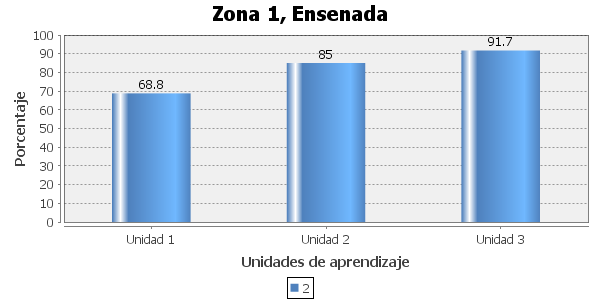 Zona 1, Ensenada
Porcentaje
100
90
80
70
60
50
40
30
20
10
0
68.8
85
91.7
Unidad 1
Unidad 2
Unidad 3
Unidades de aprendizaje
2